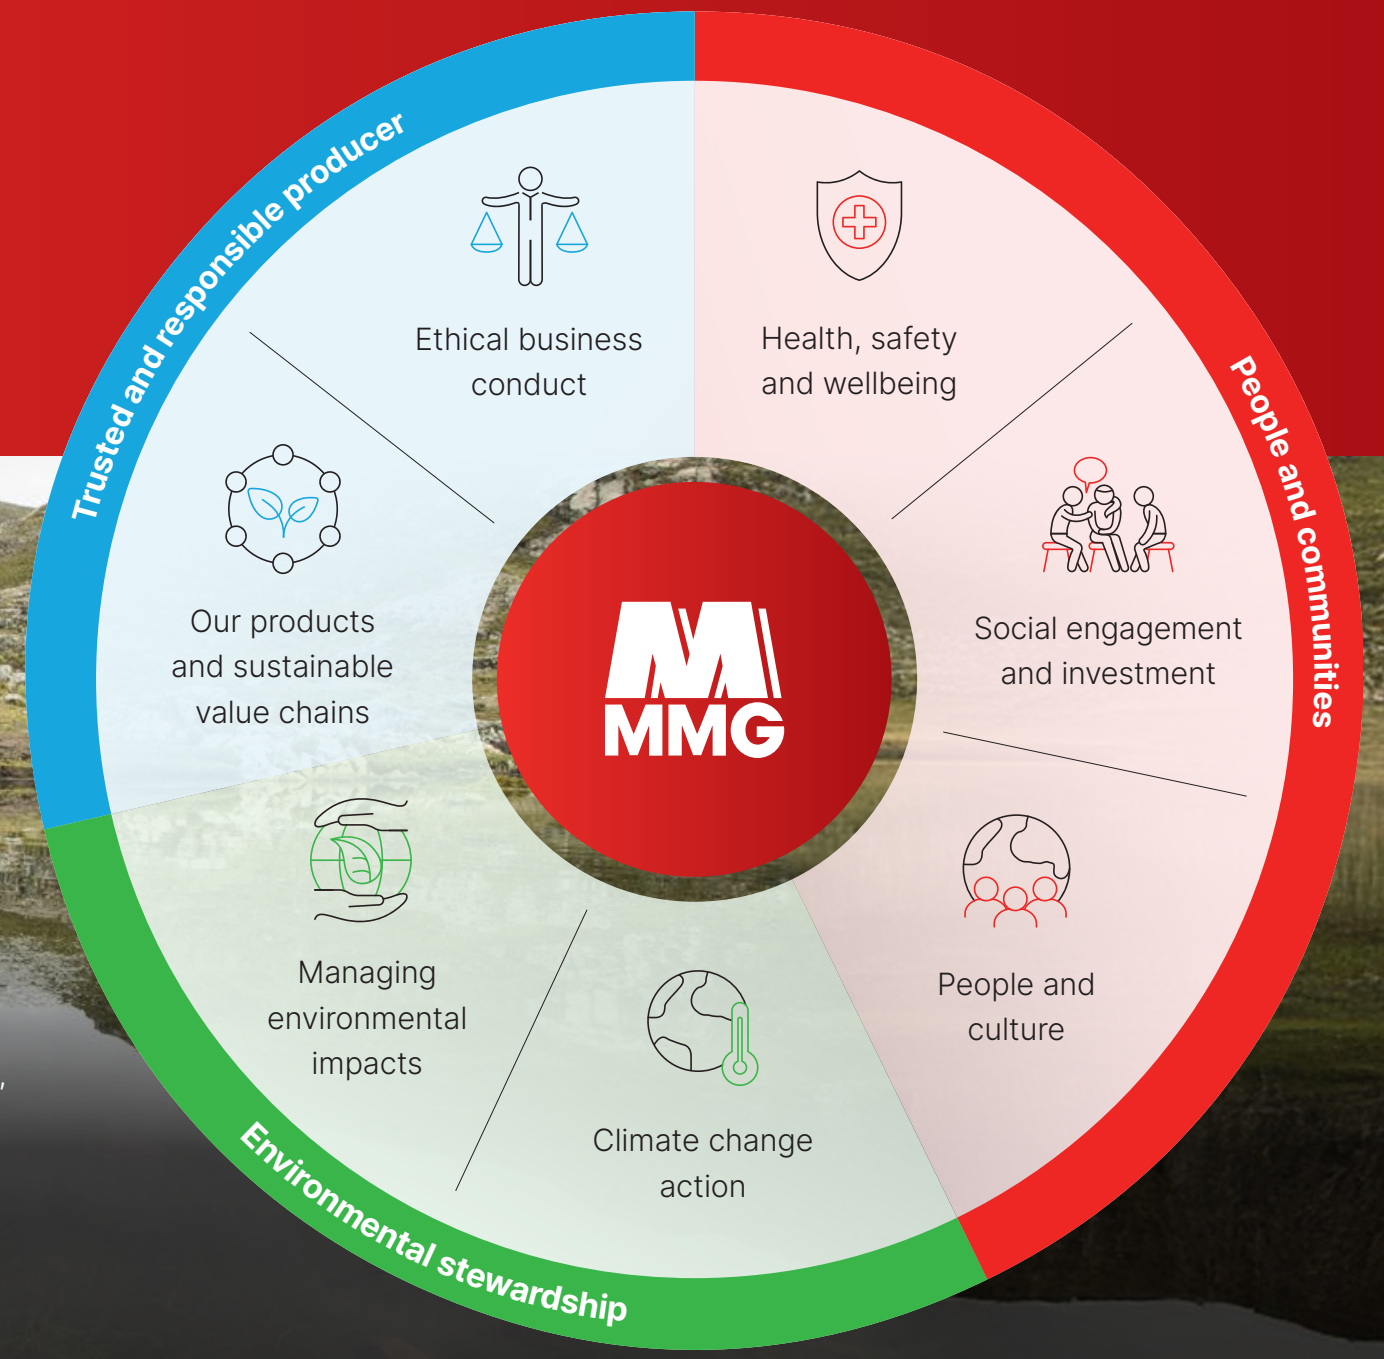 Trusted and responsible producer
Ethical business
conduct
Health, safety
and wellbeing
People and communities
Our products
and sustainable
value chains
Social engagement
and investment
MMG
Managing
environmental
impacts
People and
culture
Climate change
action
Environmental stewardship
,